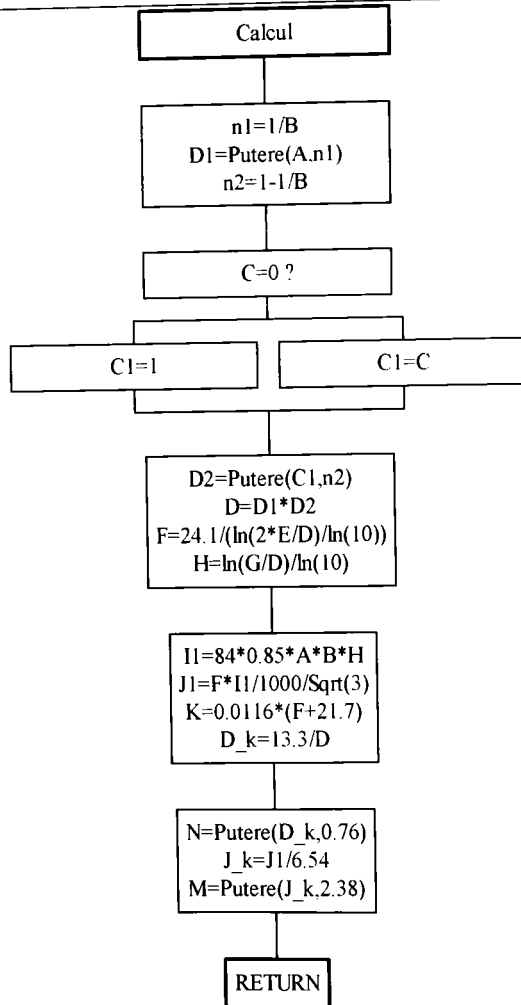 Calcul
n1=1/B
D1=Putere(A,n1)
n2=1-1/B
C=0 ?
C1=1
C1=C
D2=Putere(C1,n2)
D=D1*D2
F=24.1/(ln(2*E/D)/ln(10))
H=ln(G/D)/ln(10)
I1=84*0.85*A*B*H
J1=F*I1/1000/Sqrt(3)
K=0.0116*(F+21.7)
D_k=13.3/D
N=Putere(D_k,0.76)
J_k=J1/6.54
M=Putere(J_k,2.38)
RETURN